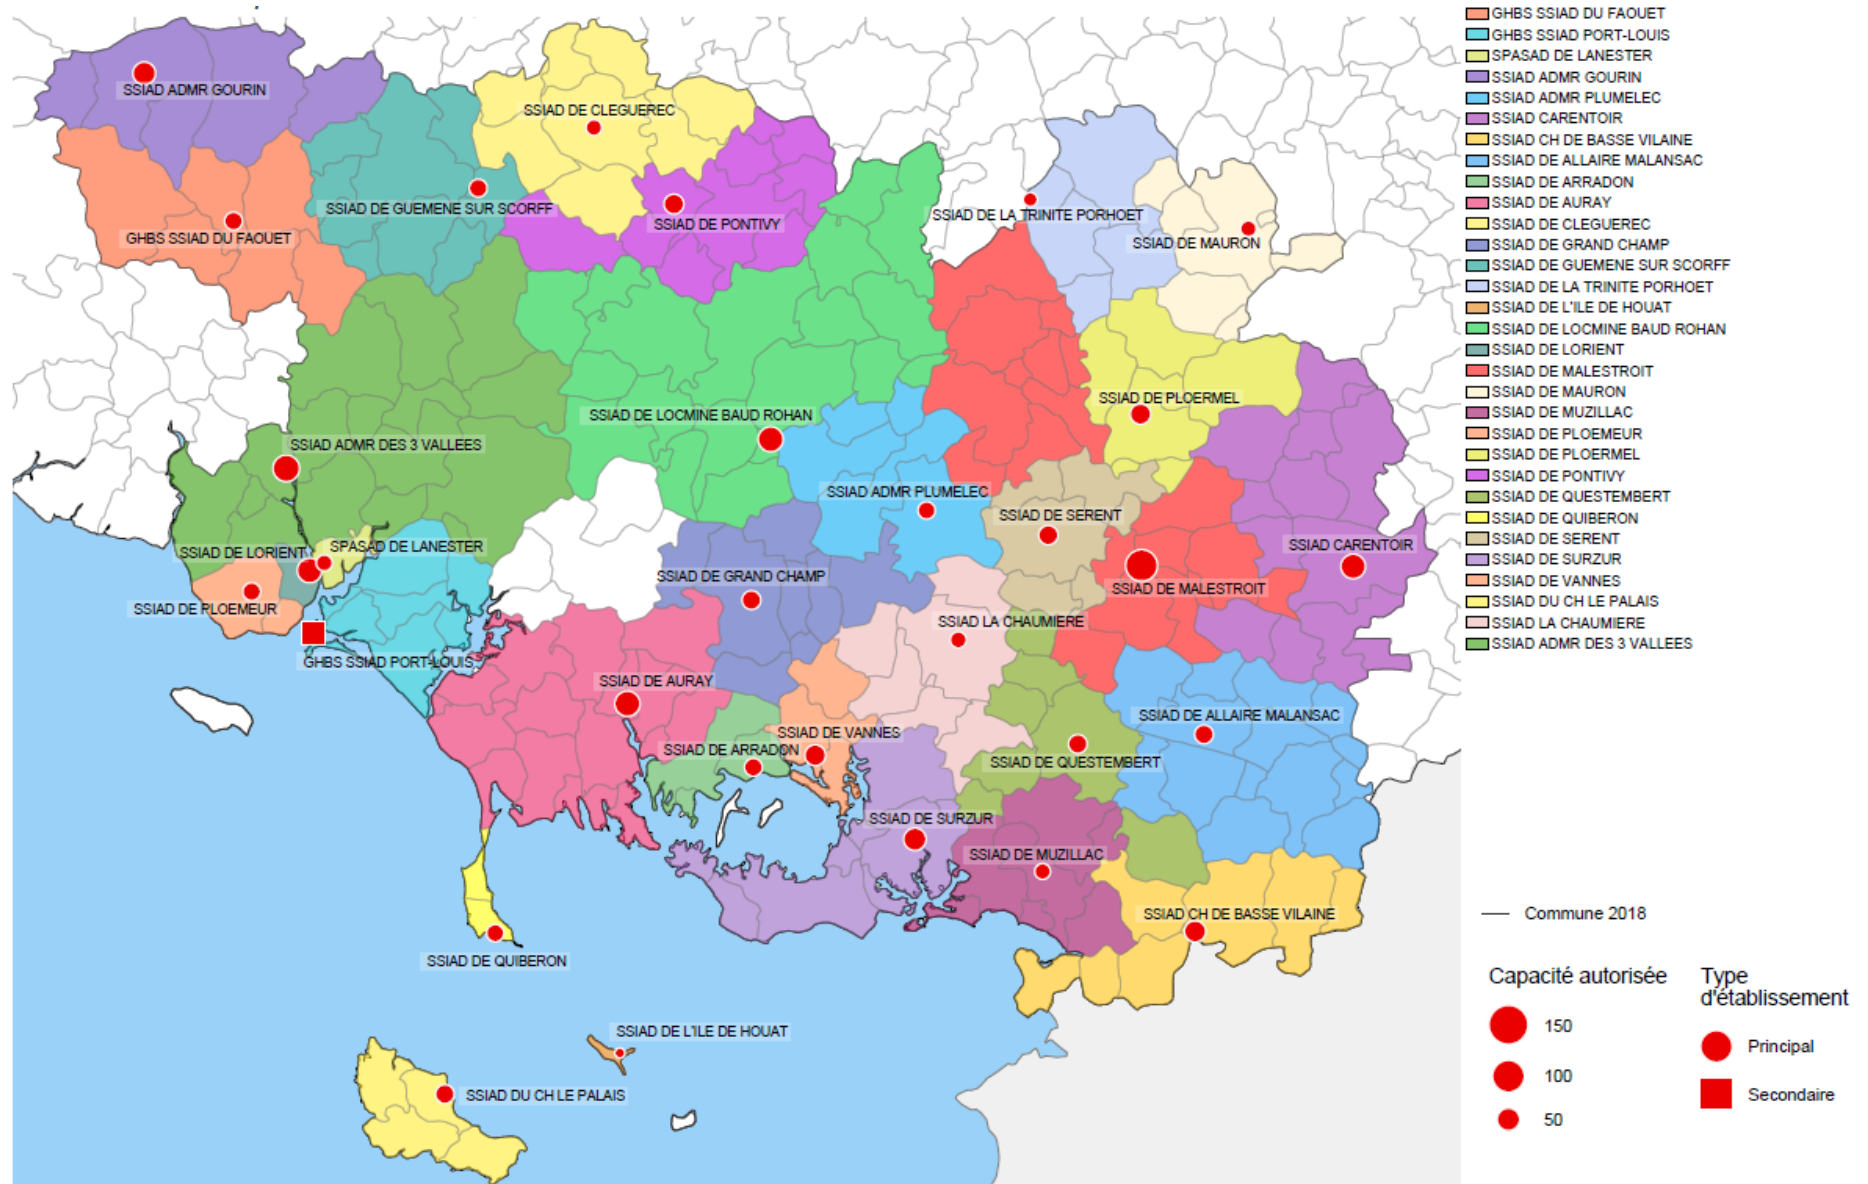 SSIAD ADMR GOURIN
SSIAD DE CLEGUEREC
SSIAD DE GUEMENE SUR SCORFF
GHBS SSIAD DU FAOUET
SSIAD DE PONTIVY
SSIAD DE LA TRINITE PORHOET
SSIAD DE MAURON
SSIAD DE PLOERMEL
SSIAD DE LOCMINE BAUD ROHAN
SSIAD ADMR DES 3 VALLEES
SSIAD ADMR PLUMELEC
SSIAD DE SERENT
SSIAD CARENTOIR
SPASAD DE LANESTER
SSIAD DE LORIENT
SSIAD DE GRAND CHAMP
SSIAD DE MALESTROIT
SSIAD DE PLOEMEUR
SSIAD LA CHAUMIERE
GHBS SSIAD PORT-LOUIS
SSIAD DE AURAY
SSIAD DE ALLAIRE MALANSAC
SSIAD DE VANNES
SSIAD DE ARRADON
SSIAD DE QUESTEMBERT
SSIAD DE SURZUR
SSIAD DE MUZILLAC
SSIAD CH DE BASSE VILAINE
SSIAD DE QUIBERON
SSIAD DE L'ILE DE HOUAT
SSIAD DU CH LE PALAIS
GHBS SSIAD DU FAOUET
GHBS SSIAD PORT-LOUIS
SPASAD DE LANESTER
SSIAD ADMR GOURIN
SSIAD ADMR PLUMELEC
SSIAD CARENTOIR
SSIAD CH DE BASSE VILAINE
SSIAD DE ALLAIRE MALANSAC
SSIAD DE ARRADON
SSIAD DE AURAY
SSIAD DE CLEGUEREC
SSIAD DE GRAND CHAMP
SSIAD DE GUEMENE SUR SCORFF
SSIAD DE LA TRINITE PORHOET
SSIAD DE L'ILE DE HOUAT
SSIAD DE LOCMINE BAUD ROHAN
SSIAD DE LORIENT
SSIAD DE MALESTROIT
SSIAD DE MAURON
SSIAD DE MUZILLAC
SSIAD DE PLOEMEUR
SSIAD DE PLOERMEL
SSIAD DE PONTIVY
SSIAD DE QUESTEMBERT
SSIAD DE QUIBERON
SSIAD DE SERENT
SSIAD DE SURZUR
SSIAD DE VANNES
SSIAD DU CH LE PALAIS
SSIAD LA CHAUMIERE
SSIAD ADMR DES 3 VALLEES
Commune 2018
Capacité autorisée
150
100
50
Type
d'établissement
Principal
Secondaire